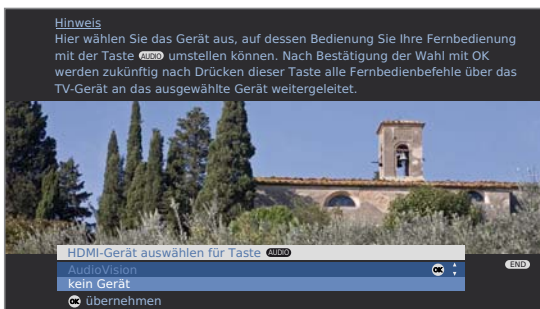 Hinweis
Hier wählen Sie das Gerät aus, auf dessen Bedienung Sie Ihre Fernbedienung
mit der Taste AUDIO umstellen können. Nach Bestätigung der Wahl mit OK
werden zukünftig nach Drücken dieser Taste alle Fernbedienbefehle über das
TV-Gerät an das ausgewählte Gerät weitergeleitet.
HDMI-Gerät auswählen für Taste AUDIO
AudioVision OK
END
kein Gerät
OK übernehmen